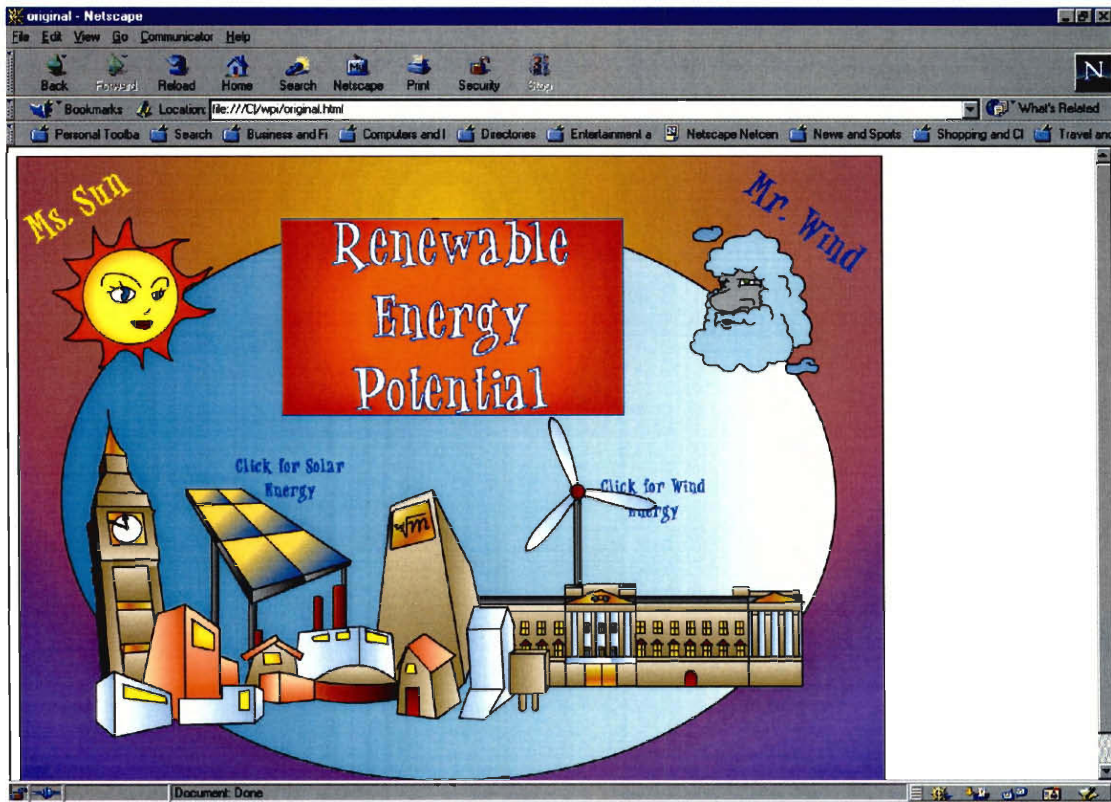 original - Netscape
File Edit View Go Communicator Help
Back Forward Reload Home Search Netscape Print Security Stop
N
Bookmarks Location: file:///C|/wpi/original.html What's Related
Personal Toolba Search Business and Fi Computers and I Directories Entertainment a Netscape Netcen News and Spots Shopping and Cl Travel and
Ms. Sun
Mr. Wind
Renewable
Energy
Potential
Click for Solar
Energy
Click for Wind
Energy
Document: Done